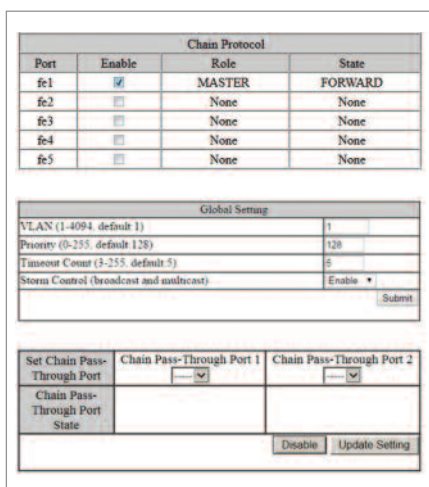 Chain Protocol
Port Enable Role State
fe1 MASTER FORWARD
fe2 None None
fe3 None None
fe4 None None
fe5 None None
Global Setting
VLAN (1-4094, default 1) 1
Priority (0-255, default 128) 128
Timeout Count (3-255, default 5) 5
Storm Control (broadcast and multicast) Enable
Submit
Set Chain Pass-Through Port Chain Pass-Through Port 1 Chain Pass-Through Port 2
----- -----
Chain Pass-Through Port State
Disable Update Setting